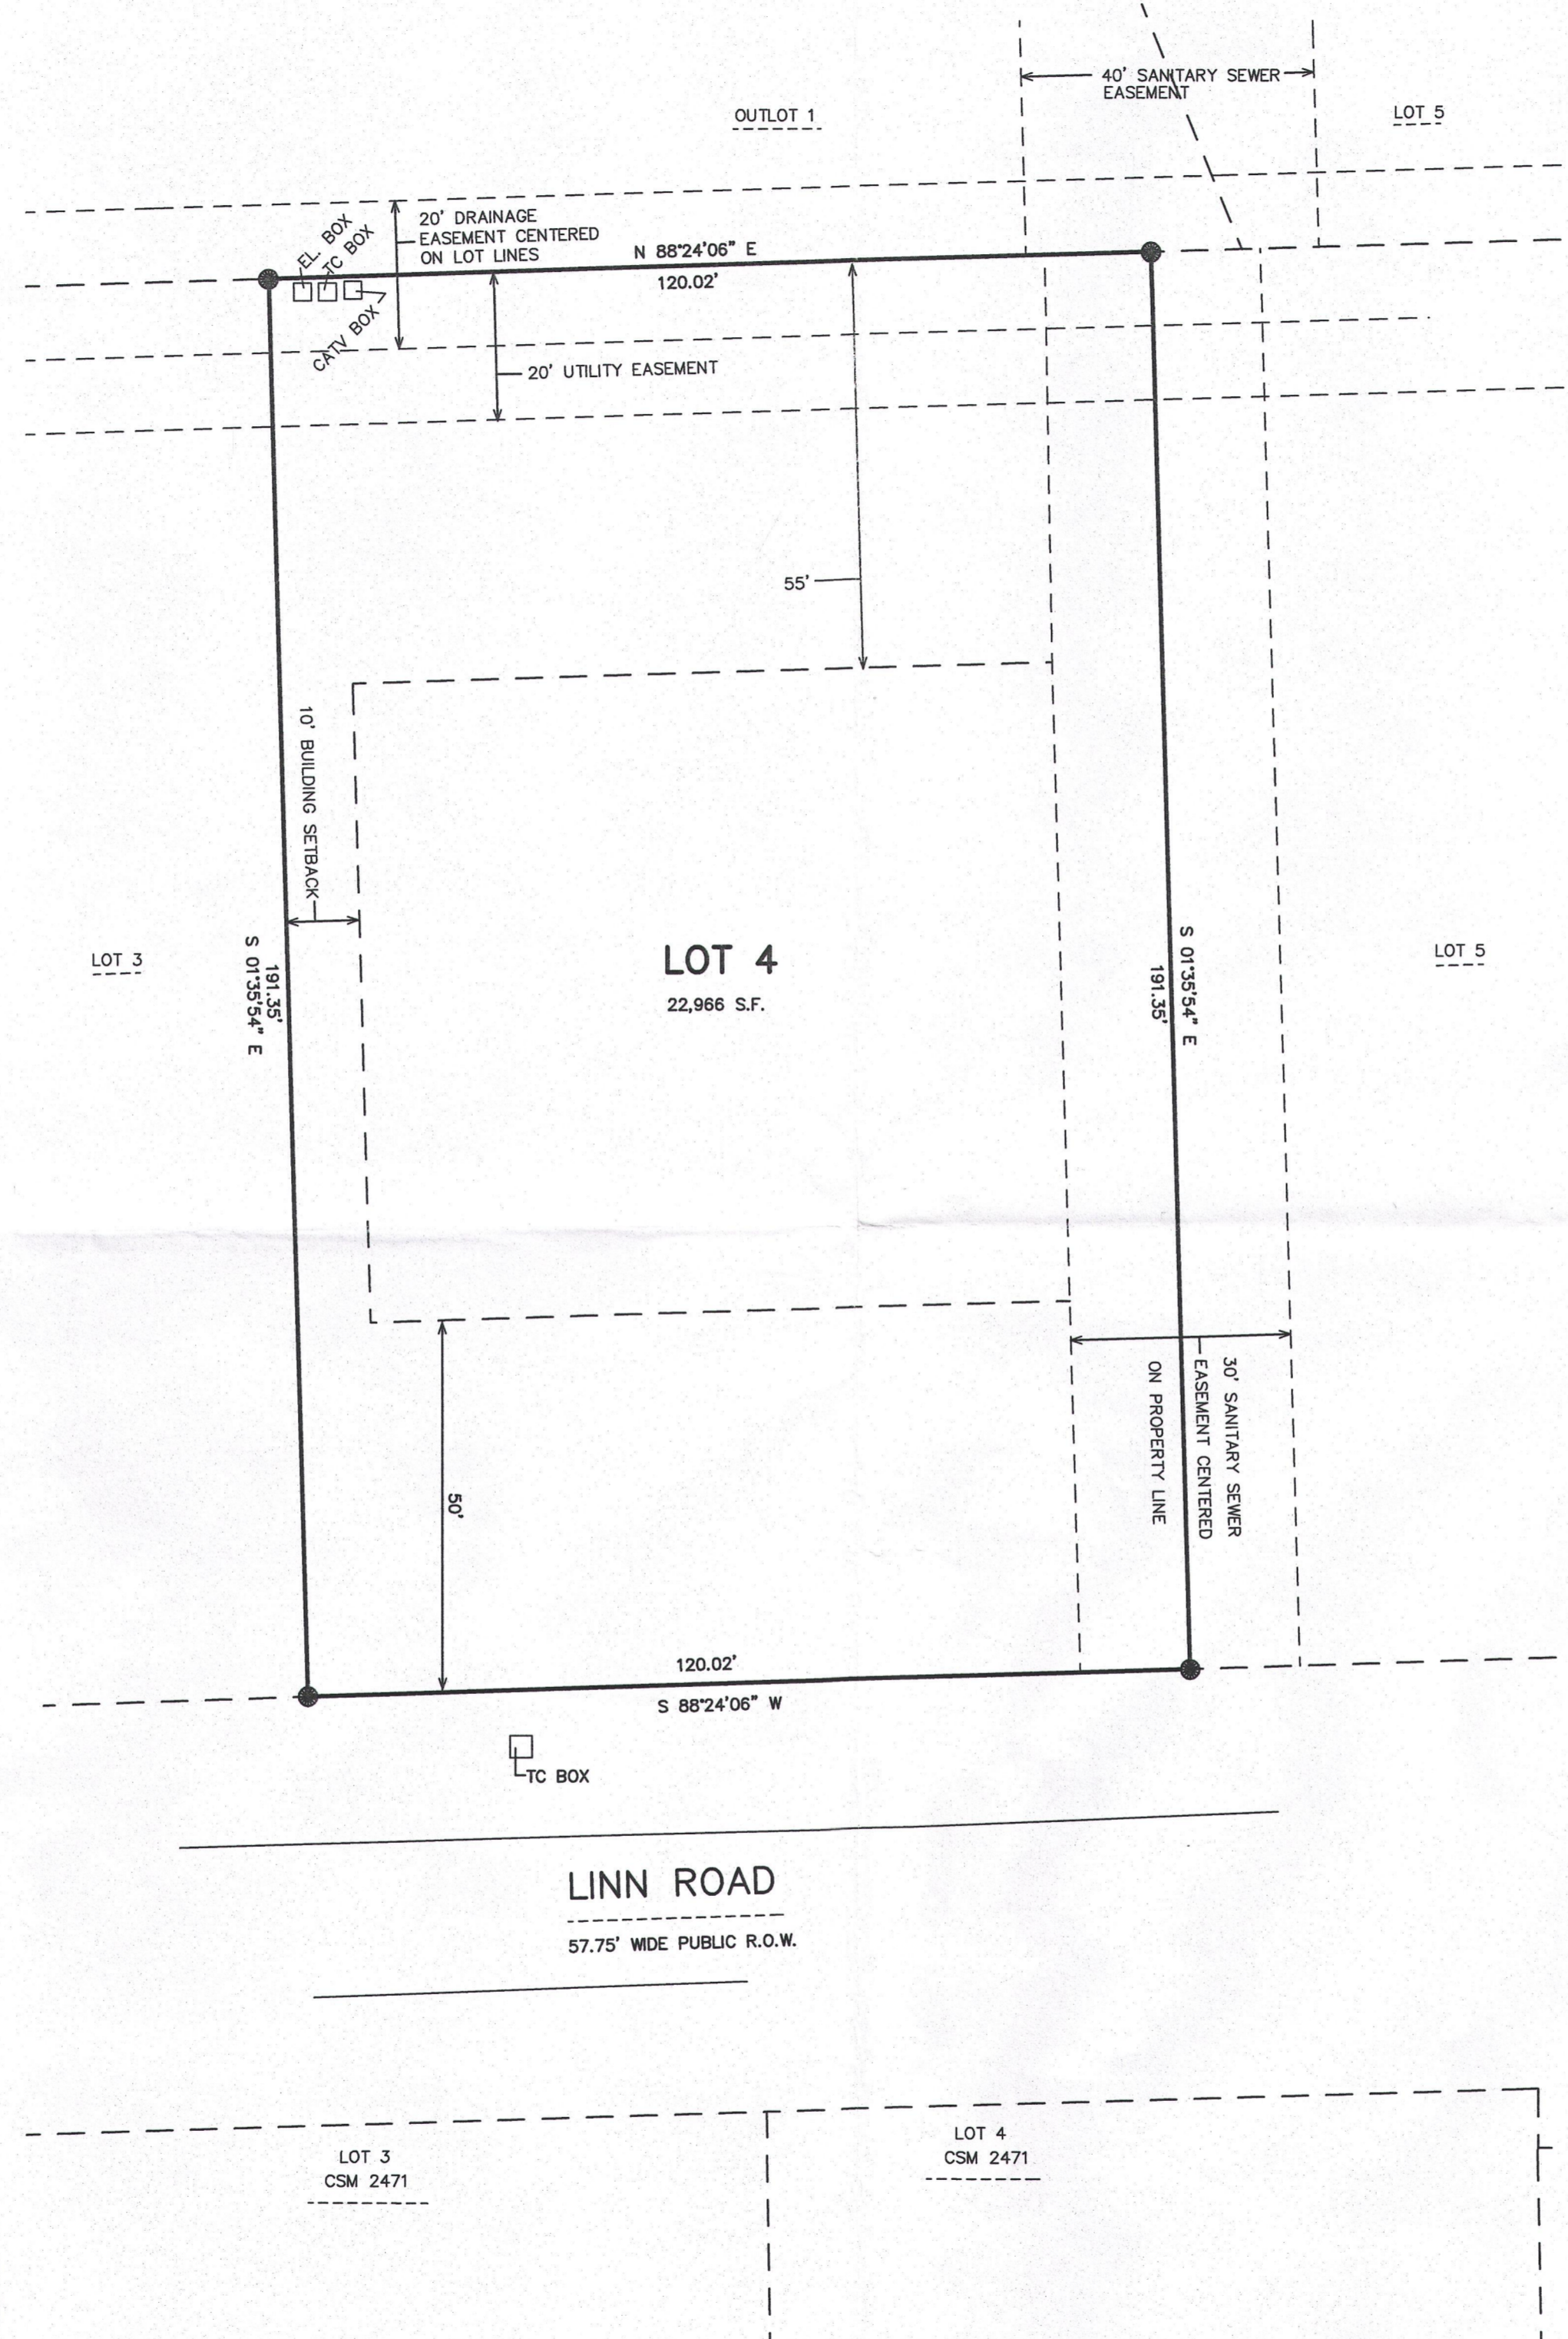 40' SANITARY SEWER
EASEMENT
OUTLOT 1
LOT 5
EL. BOX
TC BOX
CATV BOX
20' DRAINAGE
EASEMENT CENTERED
ON LOT LINES
N 88°24'06" E
120.02'
20' UTILITY EASEMENT
55'
10' BUILDING SETBACK
LOT 3
191.35'
S 01°35'54" E
LOT 4
22,966 S.F.
S 01°35'54" E
191.35'
LOT 5
30' SANITARY SEWER
EASEMENT CENTERED
ON PROPERTY LINE
50'
120.02'
S 88°24'06" W
TC BOX
LINN ROAD
57.75' WIDE PUBLIC R.O.W.
LOT 3
CSM 2471
LOT 4
CSM 2471